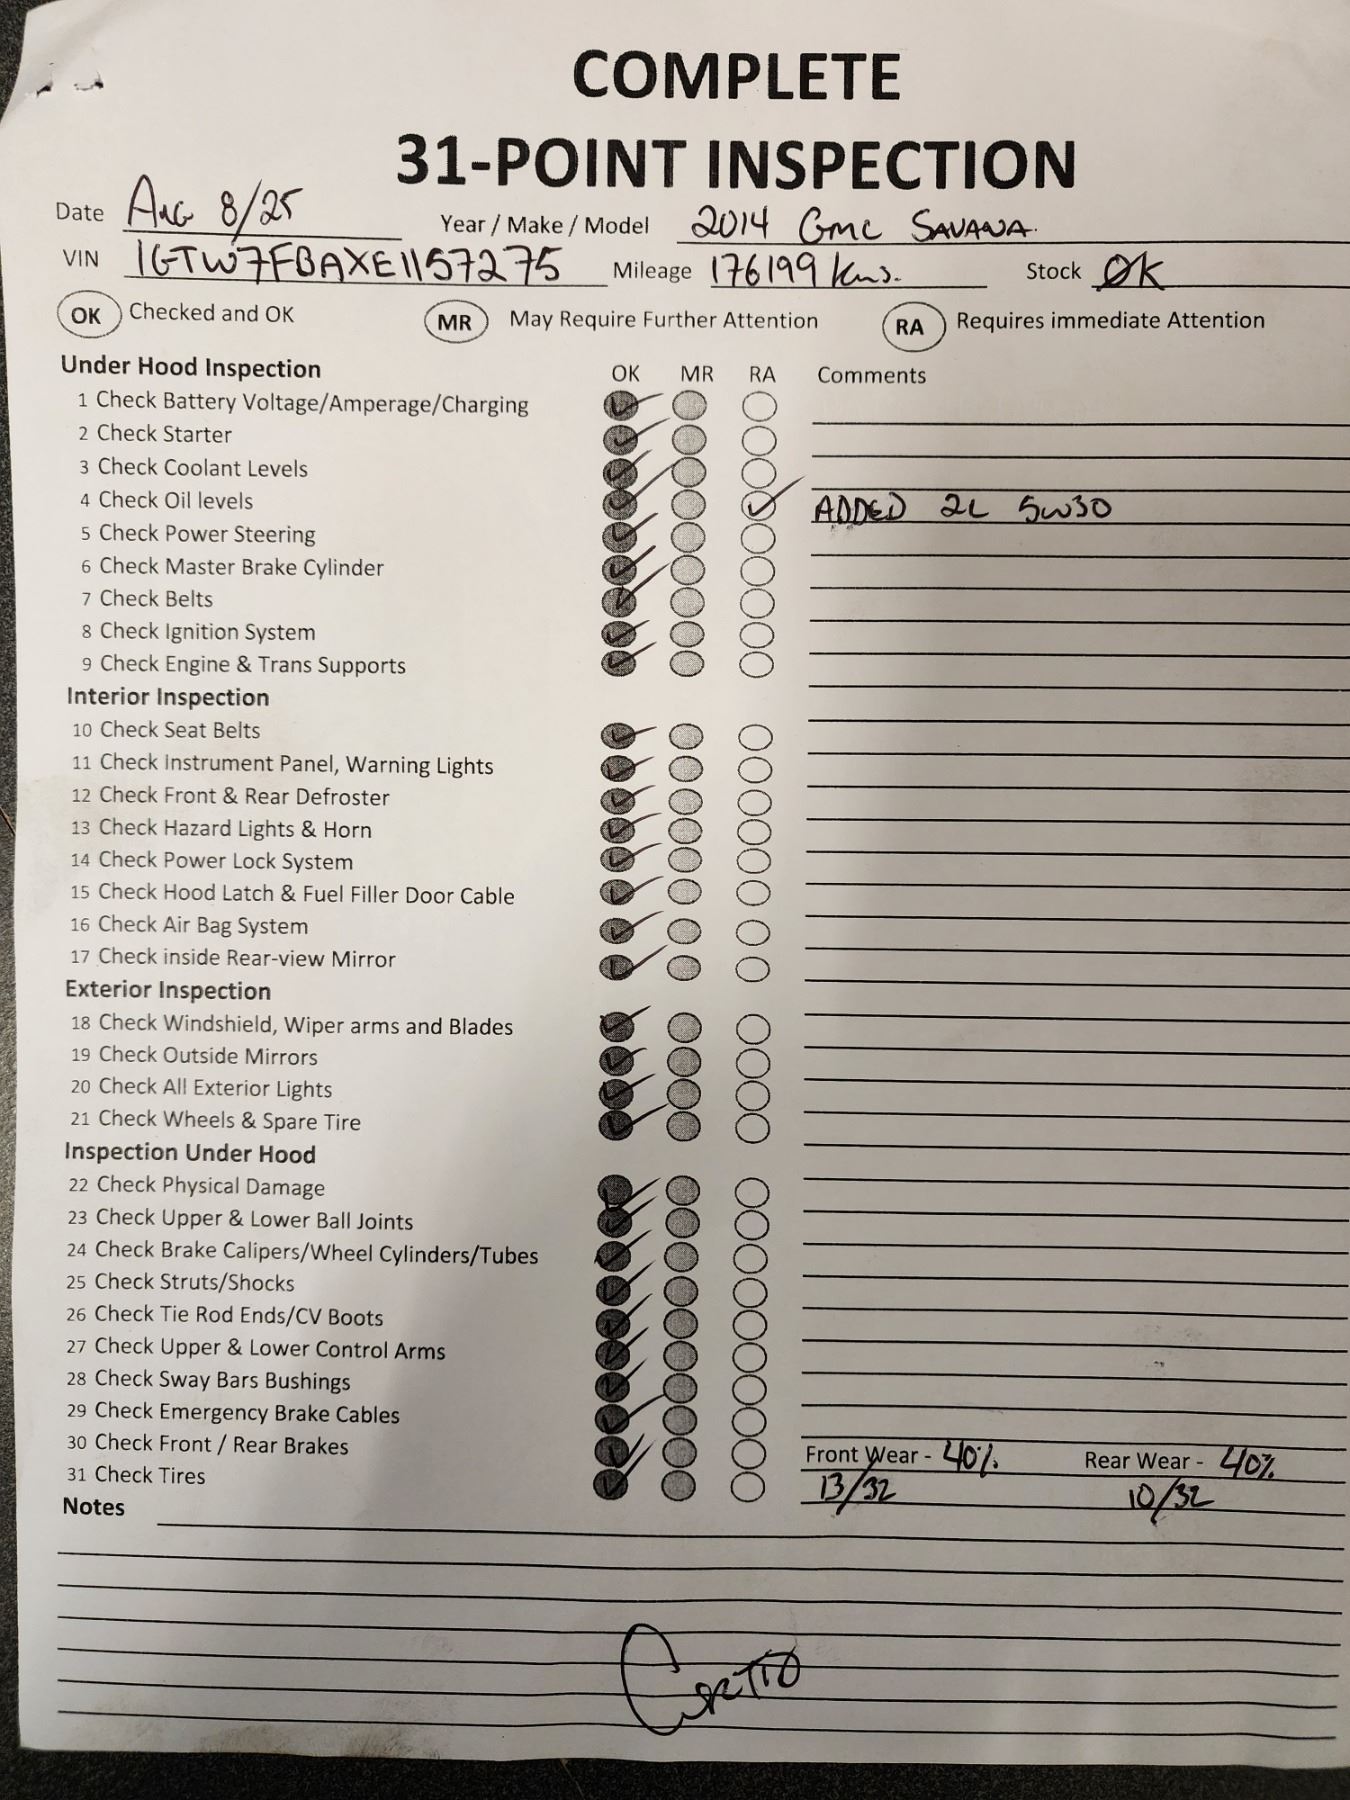 COMPLETE
31-POINT INSPECTION
Date Aug 8/25 Year / Make / Model 2014 GMC SAVANA
VIN 1GTW7FBAXE1157275 Mileage 176199 kms. Stock OK
OK Checked and OK MR May Require Further Attention RA Requires immediate Attention
Under Hood Inspection OK MR RA Comments
1 Check Battery Voltage/Amperage/Charging
2 Check Starter
3 Check Coolant Levels
4 Check Oil levels ADDED 2L 5W30
5 Check Power Steering
6 Check Master Brake Cylinder
7 Check Belts
8 Check Ignition System
9 Check Engine & Trans Supports
Interior Inspection
10 Check Seat Belts
11 Check Instrument Panel, Warning Lights
12 Check Front & Rear Defroster
13 Check Hazard Lights & Horn
14 Check Power Lock System
15 Check Hood Latch & Fuel Filler Door Cable
16 Check Air Bag System
17 Check inside Rear-view Mirror
Exterior Inspection
18 Check Windshield, Wiper arms and Blades
19 Check Outside Mirrors
20 Check All Exterior Lights
21 Check Wheels & Spare Tire
Inspection Under Hood
22 Check Physical Damage
23 Check Upper & Lower Ball Joints
24 Check Brake Calipers/Wheel Cylinders/Tubes
25 Check Struts/Shocks
26 Check Tie Rod Ends/CV Boots
27 Check Upper & Lower Control Arms
28 Check Sway Bars Bushings
29 Check Emergency Brake Cables
30 Check Front / Rear Brakes Front Wear - 40% Rear Wear - 40%
31 Check Tires 13/32 10/32
Notes